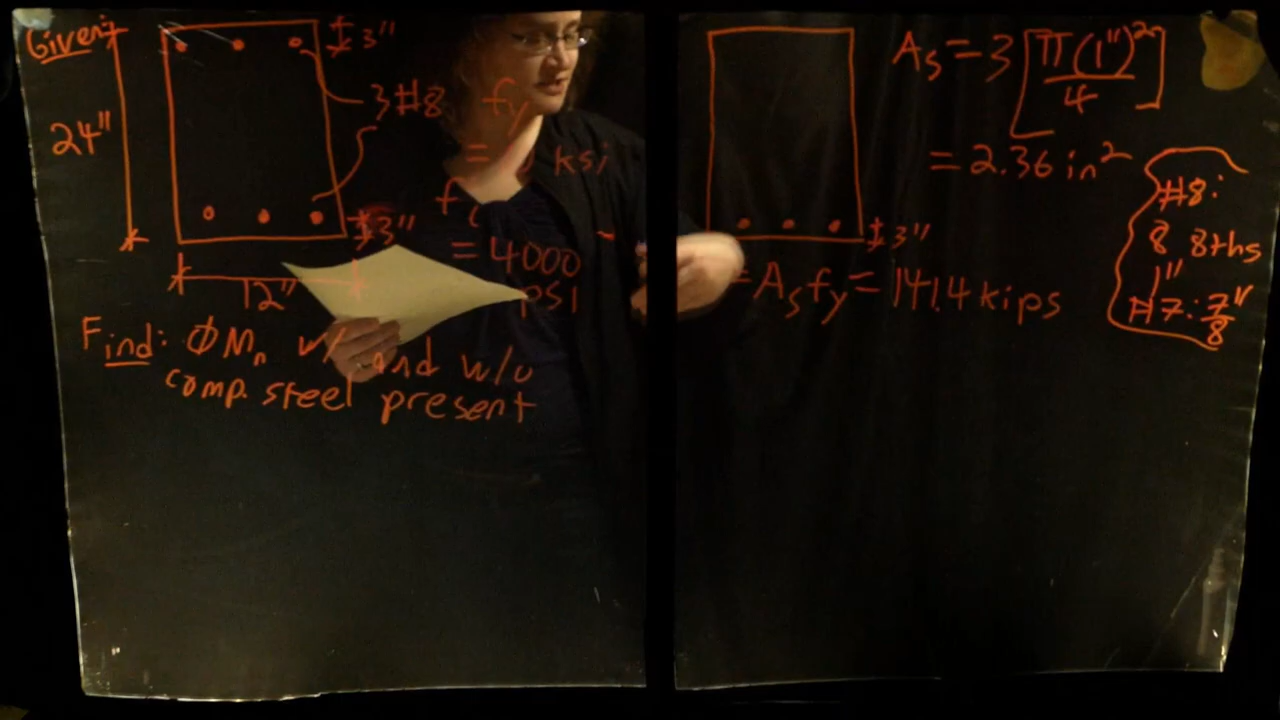 Given:
3"
24"
3 #8
3"
12"
fy
=
ksi
f
= 4000
psi
Find: ΦMn w/ and w/o
comp. steel present
As = 3 [π(1")²/4]
= 2.36 in²
3"
= Asfy = 141.4 kips
#8:
8 8ths
1"
#7: 7/8"